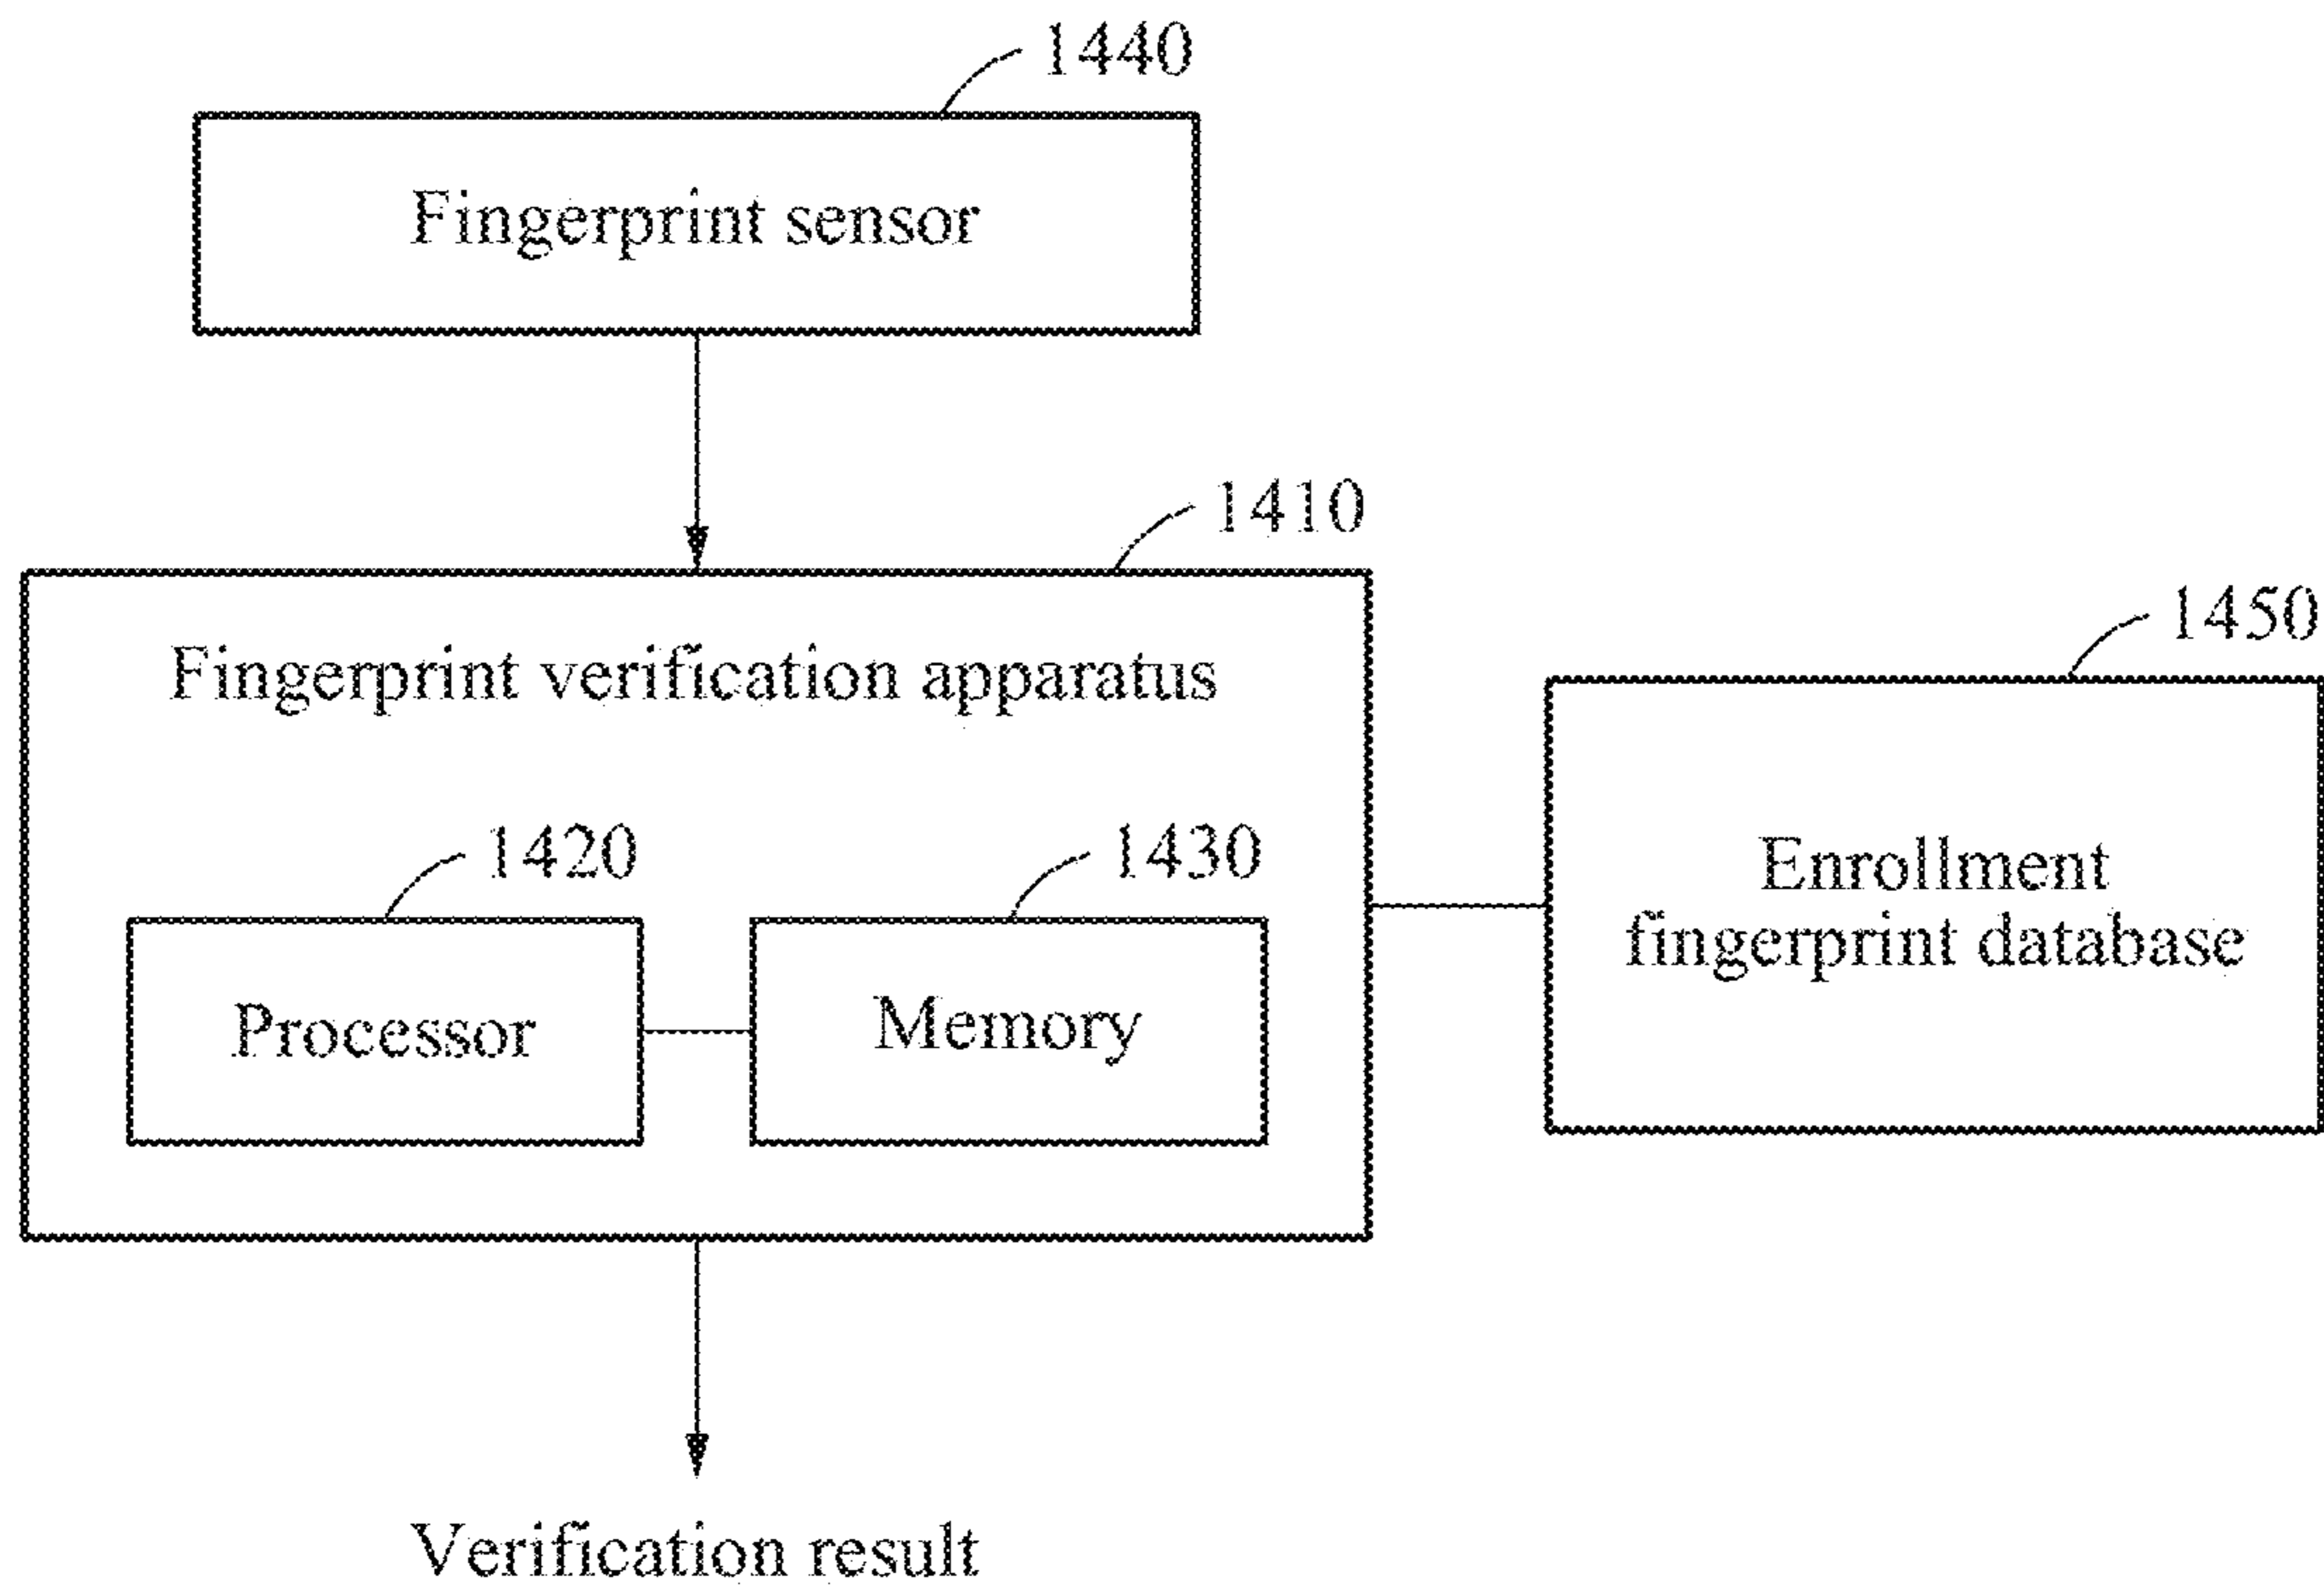 1440
Fingerprint sensor
1410
Fingerprint verification apparatus
1450
Enrollment
fingerprint database
1420
1430
Processor
Memory
Verification result